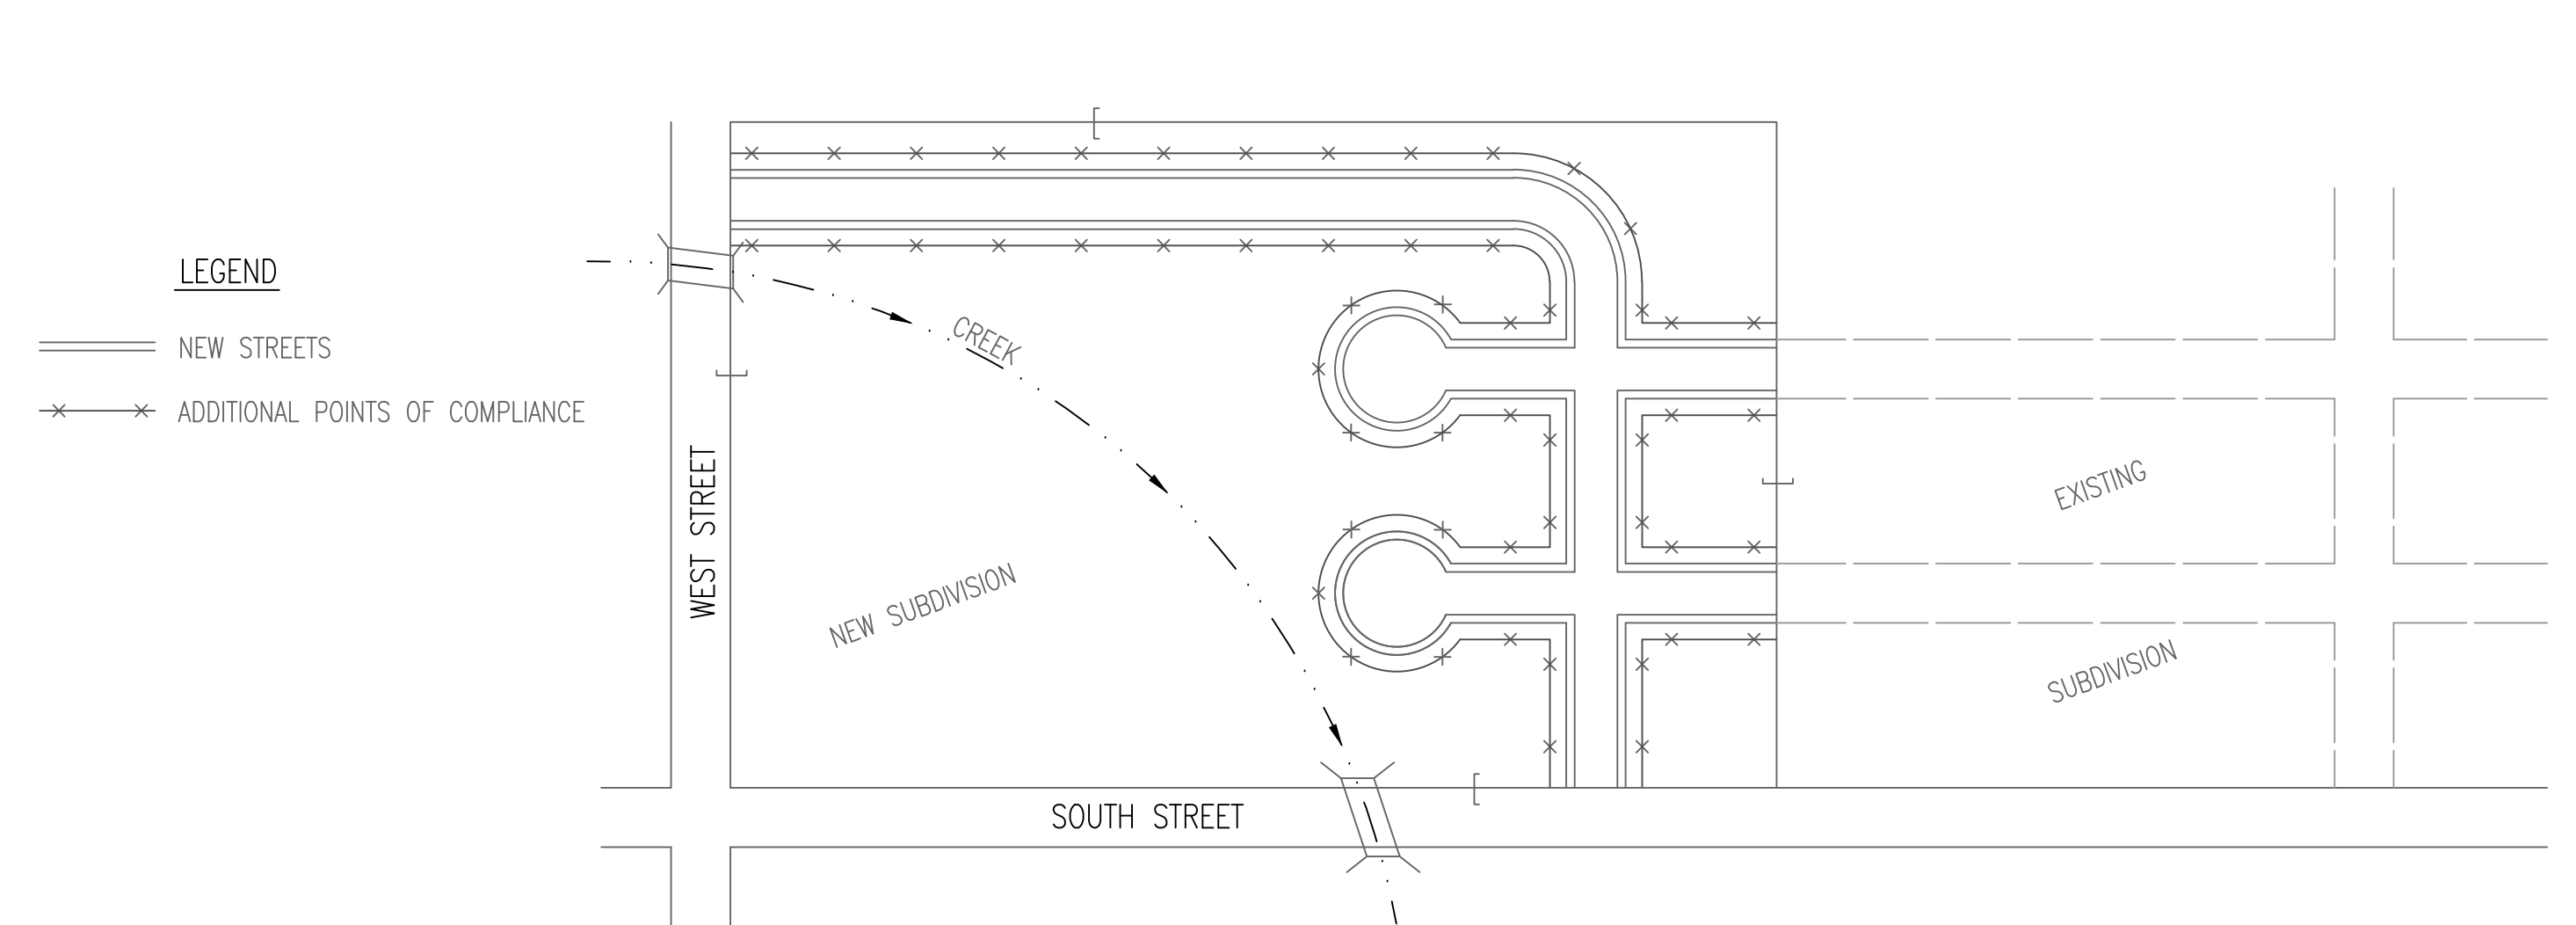 LEGEND
NEW STREETS
ADDITIONAL POINTS OF COMPLIANCE
CREEK
WEST STREET
NEW SUBDIVISION
SOUTH STREET
EXISTING
SUBDIVISION